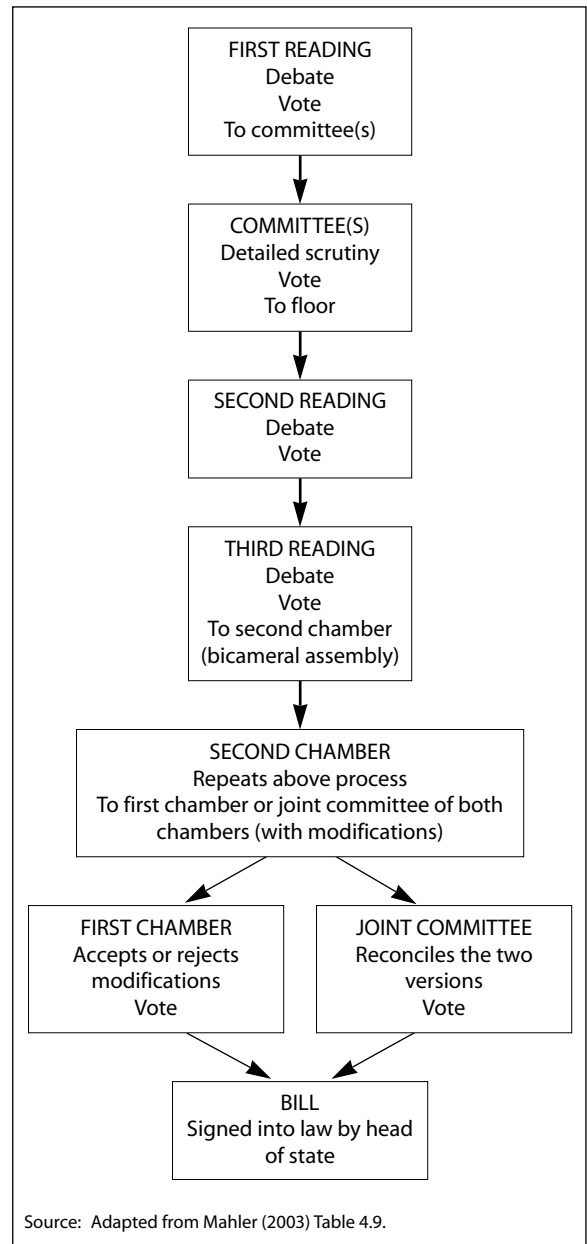 FIRST READING
Debate
Vote
To committee(s)
COMMITTEE(S)
Detailed scrutiny
Vote
To floor
SECOND READING
Debate
Vote
THIRD READING
Debate
Vote
To second chamber
(bicameral assembly)
SECOND CHAMBER
Repeats above process
To first chamber or joint committee of both
chambers (with modifications)
FIRST CHAMBER
Accepts or rejects
modifications
Vote
JOINT COMMITTEE
Reconciles the two
versions
Vote
BILL
Signed into law by head
of state
Source: Adapted from Mahler (2003) Table 4.9.